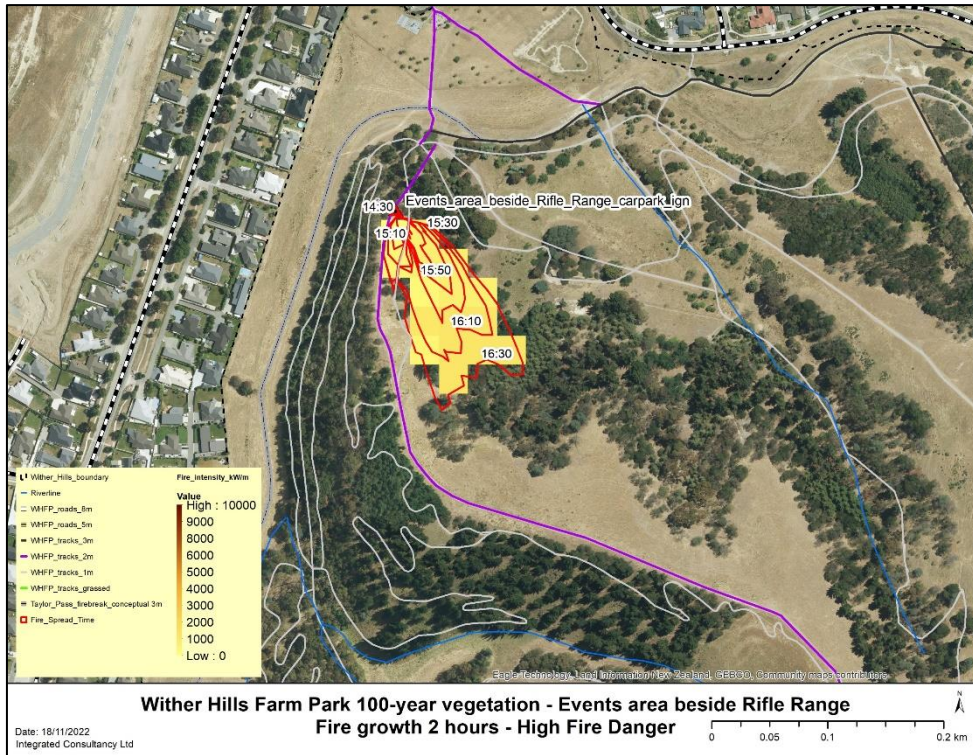 Events_area_beside_Rifle_Range_carpark_ign
14:30
15:30
15:10
15:50
16:10
16:30
Wither_Hills_boundary
Riverline
WHFP_roads_8m
WHFP_roads_5m
WHFP_tracks_3m
WHFP_tracks_2m
WHFP_tracks_1m
WHFP_tracks_grassed
Taylor_Pass_firebreak_conceptual 3m
Fire_Spread_Time
Fire_intensity_kW/m
Value
High : 10000
9000
8000
7000
6000
5000
4000
3000
2000
1000
Low : 0
Eagle Technology, Land Information New Zealand, GEBCO, Community maps contributors
Wither Hills Farm Park 100-year vegetation - Events area beside Rifle Range
Fire growth 2 hours - High Fire Danger
Date: 18/11/2022
Integrated Consultancy Ltd
N
0 0.05 0.1 0.2 km